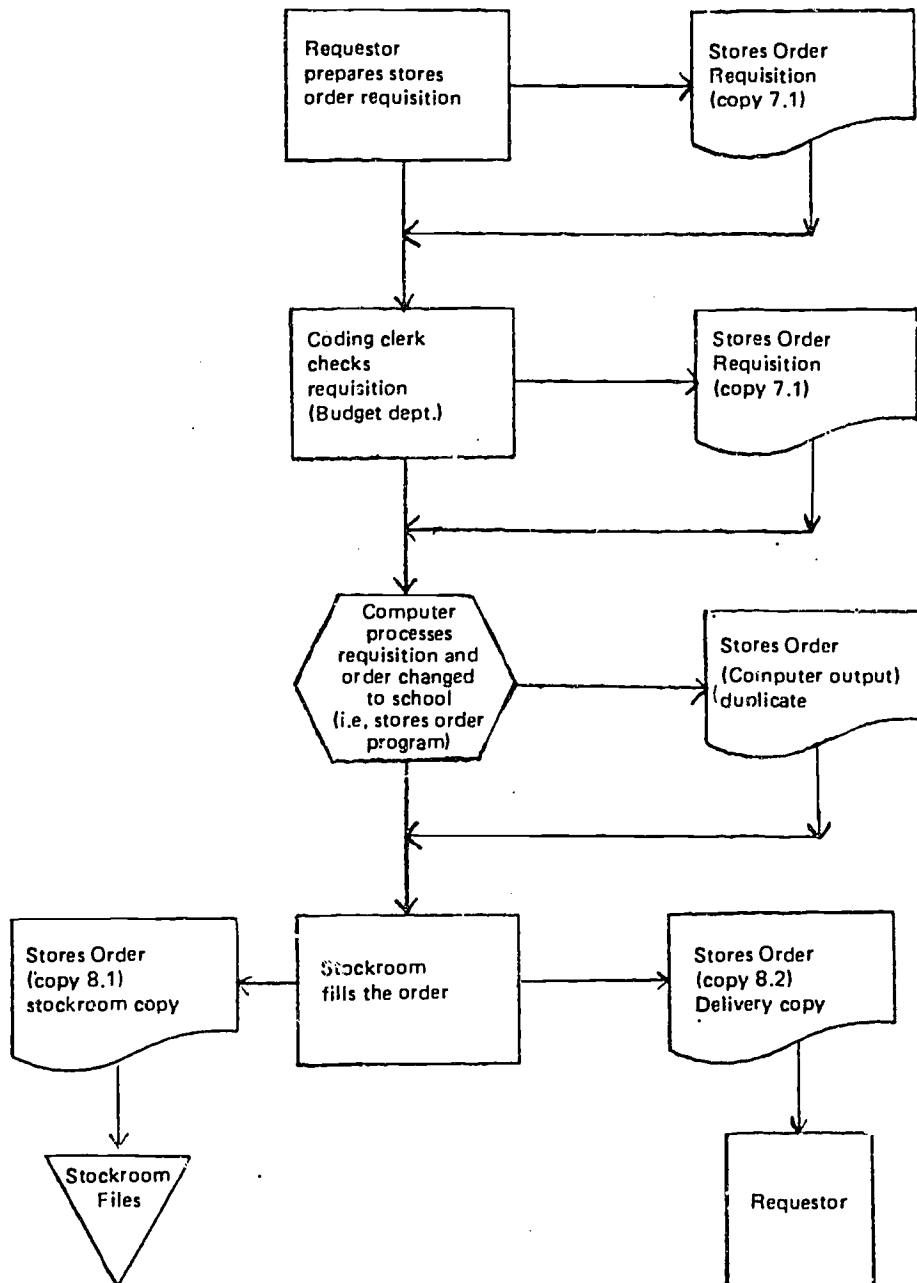 Requestor
prepares stores
order requisition
Stores Order
Requisition
(copy 7.1)
Coding clerk
checks
requisition
(Budget dept.)
Stores Order
Requisition
(copy 7.1)
Computer
processes
requisition and
order changed
to school
(i.e, stores order
program)
Stores Order
(Computer output)
(duplicate
Stockroom
fills the order
Stores Order
(copy 8.1)
stockroom copy
Stores Order
(copy 8.2)
Delivery copy
Stockroom
Files
Requestor